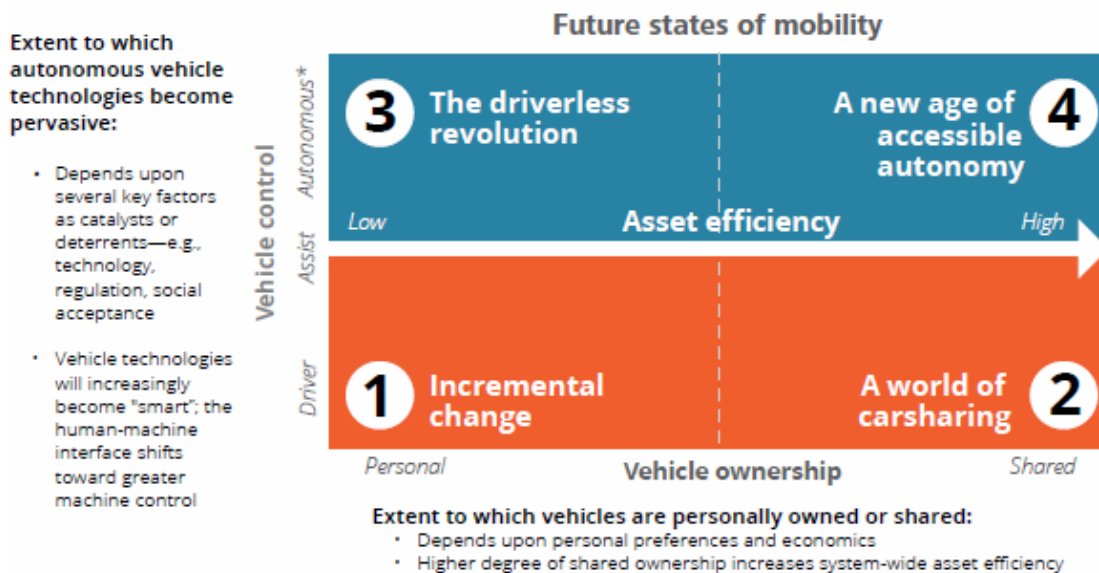 Future states of mobility
Extent to which
autonomous vehicle
technologies become
pervasive:
• Depends upon
several key factors
as catalysts or
deterrents—e.g.,
technology,
regulation, social
acceptance
• Vehicle technologies
will increasingly
become "smart"; the
human-machine
interface shifts
toward greater
machine control
Vehicle control
Autonomous*
Assist
Driver
3
The driverless
revolution
A new age of
accessible
autonomy
4
Low
Asset efficiency
High
1
Incremental
change
A world of
carsharing
2
Personal
Vehicle ownership
Shared
Extent to which vehicles are personally owned or shared:
• Depends upon personal preferences and economics
• Higher degree of shared ownership increases system-wide asset efficiency